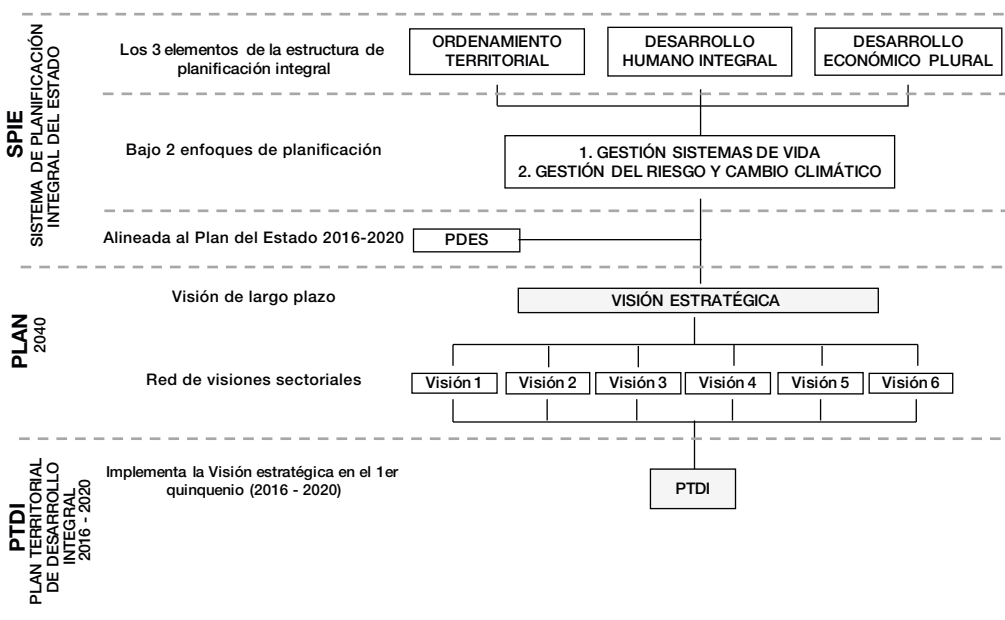 SPIE
SISTEMA DE PLANIFICACIÓN
INTEGRAL DEL ESTADO
Los 3 elementos de la estructura de
planificación integral
ORDENAMIENTO
TERRITORIAL
DESARROLLO
HUMANO INTEGRAL
DESARROLLO
ECONÓMICO PLURAL
Bajo 2 enfoques de planificación
1. GESTIÓN SISTEMAS DE VIDA
2. GESTIÓN DEL RIESGO Y CAMBIO CLIMÁTICO
Alineada al Plan del Estado 2016-2020
PDES
PLAN
2040
Visión de largo plazo
VISIÓN ESTRATÉGICA
Red de visiones sectoriales
Visión 1
Visión 2
Visión 3
Visión 4
Visión 5
Visión 6
PTDI
PLAN TERRITORIAL
DE DESARROLLO
INTEGRAL
2016 - 2020
Implementa la Visión estratégica en el 1er
quinquenio (2016 - 2020)
PTDI